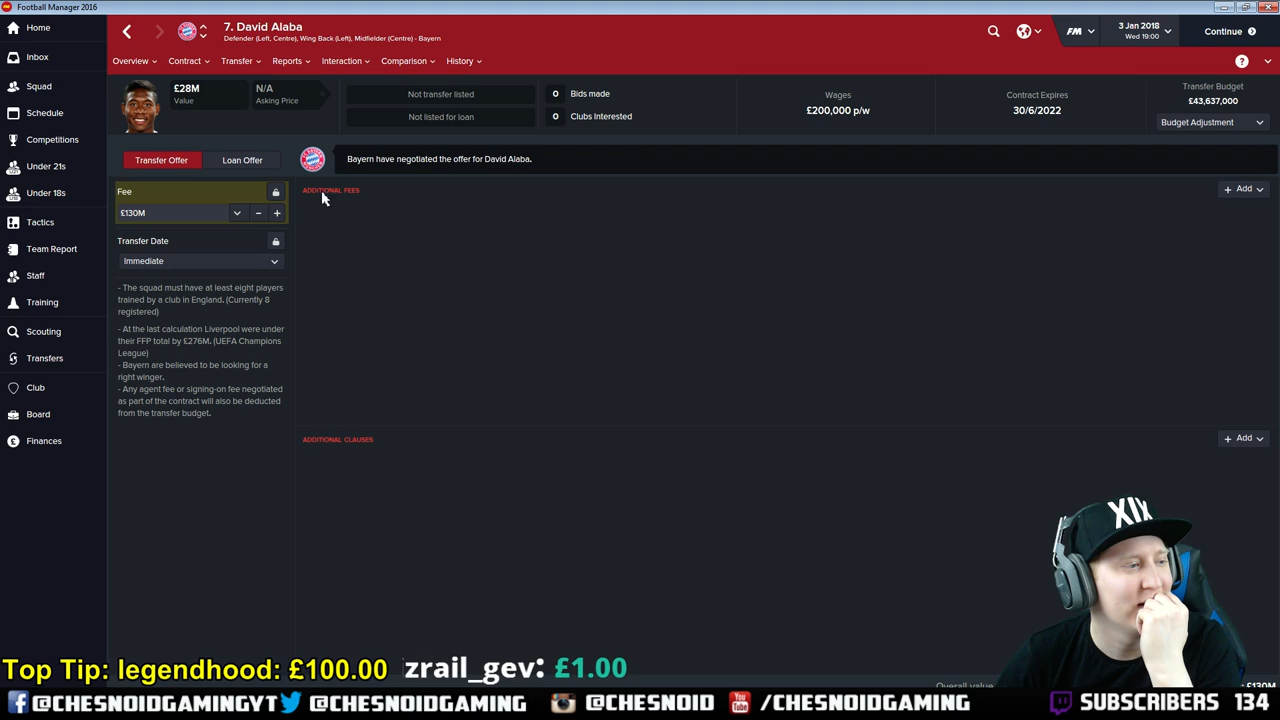 Football Manager 2016
Home
Inbox
Squad
Schedule
Competitions
Under 21s
Under 18s
Tactics
Team Report
Staff
Training
Scouting
Transfers
Club
Board
Finances
7. David Alaba
Defender (Left, Centre), Wing Back (Left), Midfielder (Centre) - Bayern
FM
3 Jan 2018
Wed 19:00
Continue
Overview
Contract
Transfer
Reports
Interaction
Comparison
History
?
£28M
Value
N/A
Asking Price
Not transfer listed
Not listed for loan
0 Bids made
0 Clubs Interested
Wages
£200,000 p/w
Contract Expires
30/6/2022
Transfer Budget
£43,637,000
Budget Adjustment
Transfer Offer
Loan Offer
Bayern have negotiated the offer for David Alaba.
Fee
£130M
Transfer Date
Immediate
- The squad must have at least eight players
trained by a club in England. (Currently 8
registered)
- At the last calculation Liverpool were under
their FFP total by £276M. (UEFA Champions
League)
- Bayern are believed to be looking for a
right winger.
- Any agent fee or signing-on fee negotiated
as part of the contract will also be deducted
from the transfer budget.
ADDITIONAL FEES
+ Add
ADDITIONAL CLAUSES
+ Add
XIX
Overall value
£130M
Top Tip: legendhood: £100.00
zrail_gev: £1.00
@CHESNOIDGAMINGYT
@CHESNOIDGAMING
@CHESNOID
You Tube
/CHESNOIDGAMING
SUBSCRIBERS 134